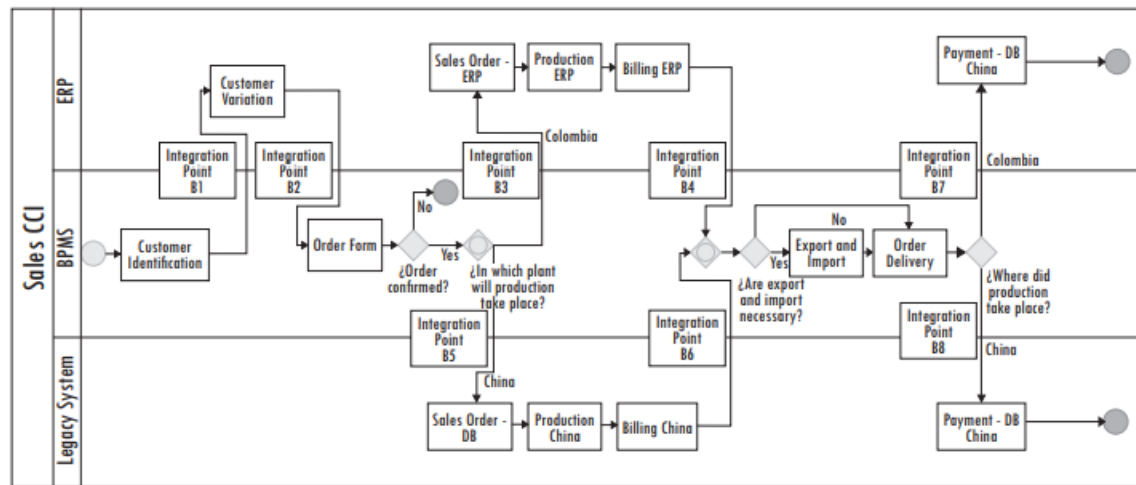 Sales CCI
ERP
BPMS
Legacy System
Customer
Variation
Sales Order -
ERP
Production
ERP
Billing ERP
Payment - DB
China
Colombia
Integration
Point
B1
Integration
Point
B2
Integration
Point
B3
Integration
Point
B4
Integration
Point
B7
Colombia
Customer
Identification
Order Form
No
Yes
¿Order
confirmed?
¿In which plant
will production
take place?
No
Yes
Export and
Import
Order
Delivery
¿Are export
and import
necessary?
¿Where did
production
take place?
Integration
Point
B5
Integration
Point
B6
Integration
Point
B8
China
China
Sales Order -
DB
Production
China
Billing China
Payment - DB
China